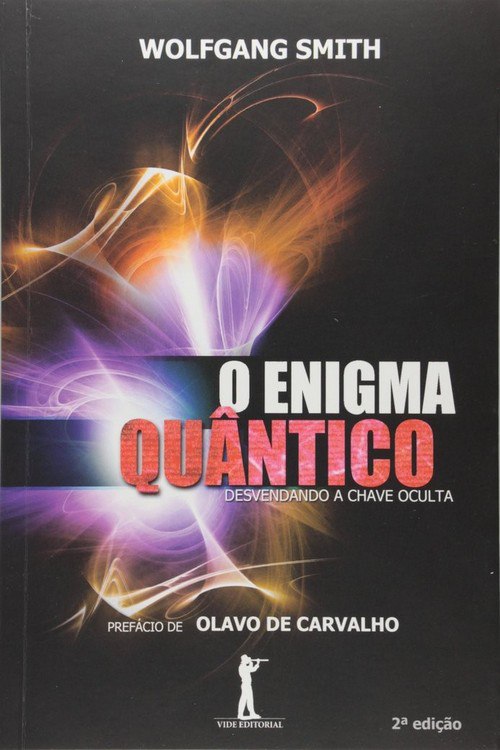 WOLFGANG SMITH
O ENIGMA
QUÂNTICO
DESVENDANDO A CHAVE OCULTA
PREFÁCIO DE OLAVO DE CARVALHO
VIDE EDITORIAL
2ª edição